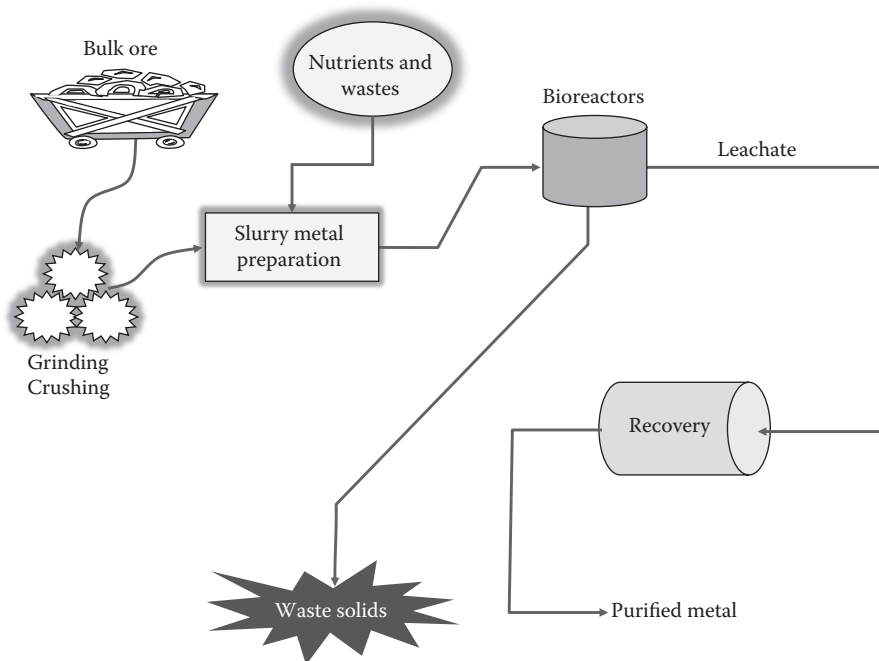 Bulk ore
Nutrients and
wastes
Bioreactors
Leachate
Slurry metal
preparation
Grinding
Crushing
Recovery
Waste solids
Purified metal